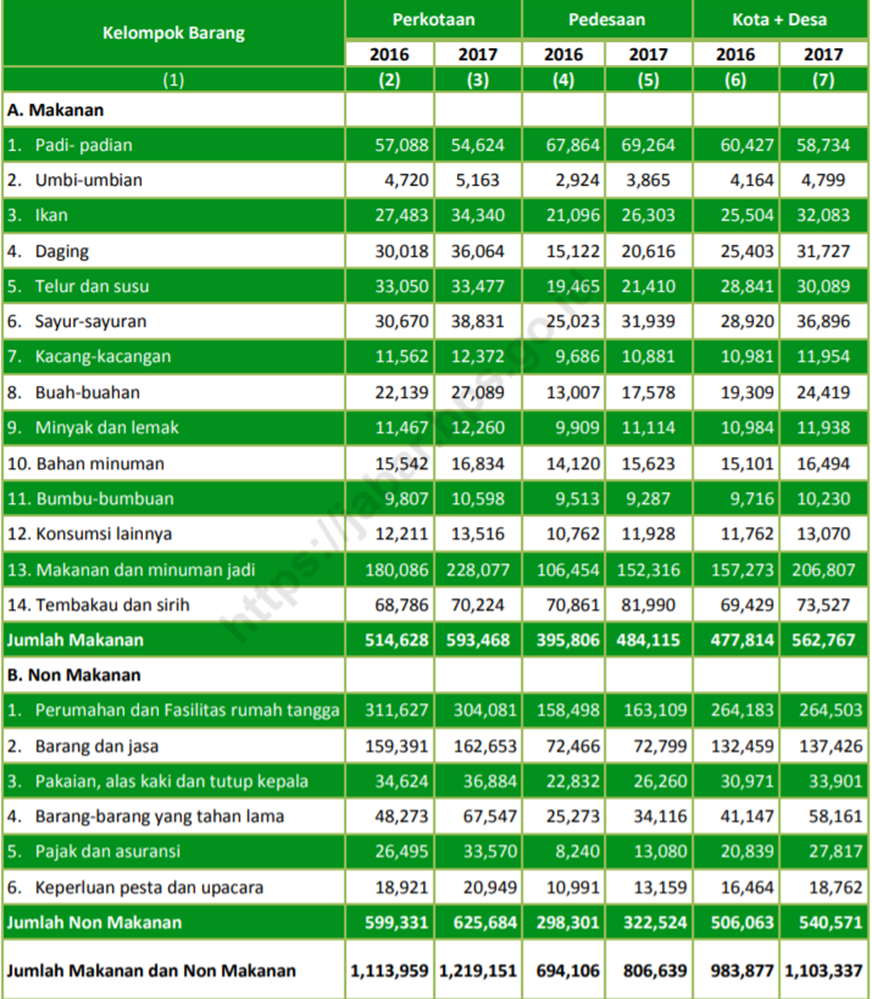 Kelompok Barang Perkotaan Pedesaan Kota + Desa
2016 2017 2016 2017 2016 2017
(1) (2) (3) (4) (5) (6) (7)
A. Makanan
1. Padi- padian 57,088 54,624 67,864 69,264 60,427 58,734
2. Umbi-umbian 4,720 5,163 2,924 3,865 4,164 4,799
3. Ikan 27,483 34,340 21,096 26,303 25,504 32,083
4. Daging 30,018 36,064 15,122 20,616 25,403 31,727
5. Telur dan susu 33,050 33,477 19,465 21,410 28,841 30,089
6. Sayur-sayuran 30,670 38,831 25,023 31,939 28,920 36,896
7. Kacang-kacangan 11,562 12,372 9,686 10,881 10,981 11,954
8. Buah-buahan 22,139 27,089 13,007 17,578 19,309 24,419
9. Minyak dan lemak 11,467 12,260 9,909 11,114 10,984 11,938
10. Bahan minuman 15,542 16,834 14,120 15,623 15,101 16,494
11. Bumbu-bumbuan 9,807 10,598 9,513 9,287 9,716 10,230
12. Konsumsi lainnya 12,211 13,516 10,762 11,928 11,762 13,070
13. Makanan dan minuman jadi 180,086 228,077 106,454 152,316 157,273 206,807
14. Tembakau dan sirih 68,786 70,224 70,861 81,990 69,429 73,527
Jumlah Makanan 514,628 593,468 395,806 484,115 477,814 562,767
B. Non Makanan
1. Perumahan dan Fasilitas rumah tangga 311,627 304,081 158,498 163,109 264,183 264,503
2. Barang dan jasa 159,391 162,653 72,466 72,799 132,459 137,426
3. Pakaian, alas kaki dan tutup kepala 34,624 36,884 22,832 26,260 30,971 33,901
4. Barang-barang yang tahan lama 48,273 67,547 25,273 34,116 41,147 58,161
5. Pajak dan asuransi 26,495 33,570 8,240 13,080 20,839 27,817
6. Keperluan pesta dan upacara 18,921 20,949 10,991 13,159 16,464 18,762
Jumlah Non Makanan 599,331 625,684 298,301 322,524 506,063 540,571
Jumlah Makanan dan Non Makanan 1,113,959 1,219,151 694,106 806,639 983,877 1,103,337
https://jabar.bps.go.id